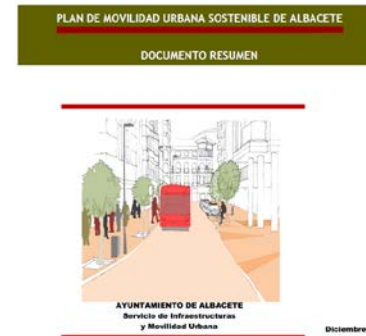 PLAN DE MOVILIDAD URBANA SOSTENIBLE DE ALBACETE
DOCUMENTO RESUMEN
AYUNTAMIENTO DE ALBACETE
Servicio de Infraestructuras
y Movilidad Urbana
Diciembre